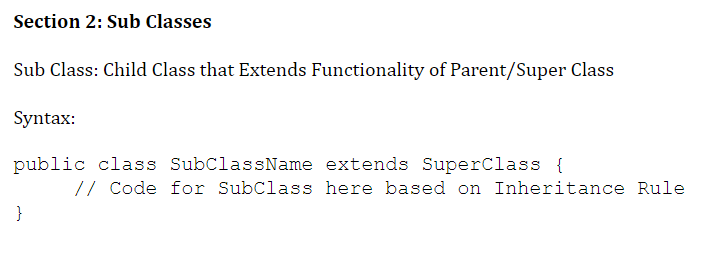 Section 2: Sub Classes
Sub Class: Child Class that Extends Functionality of Parent/Super Class
Syntax:
public class SubClassName extends SuperClass {
// Code for SubClass here based on Inheritance Rule
}